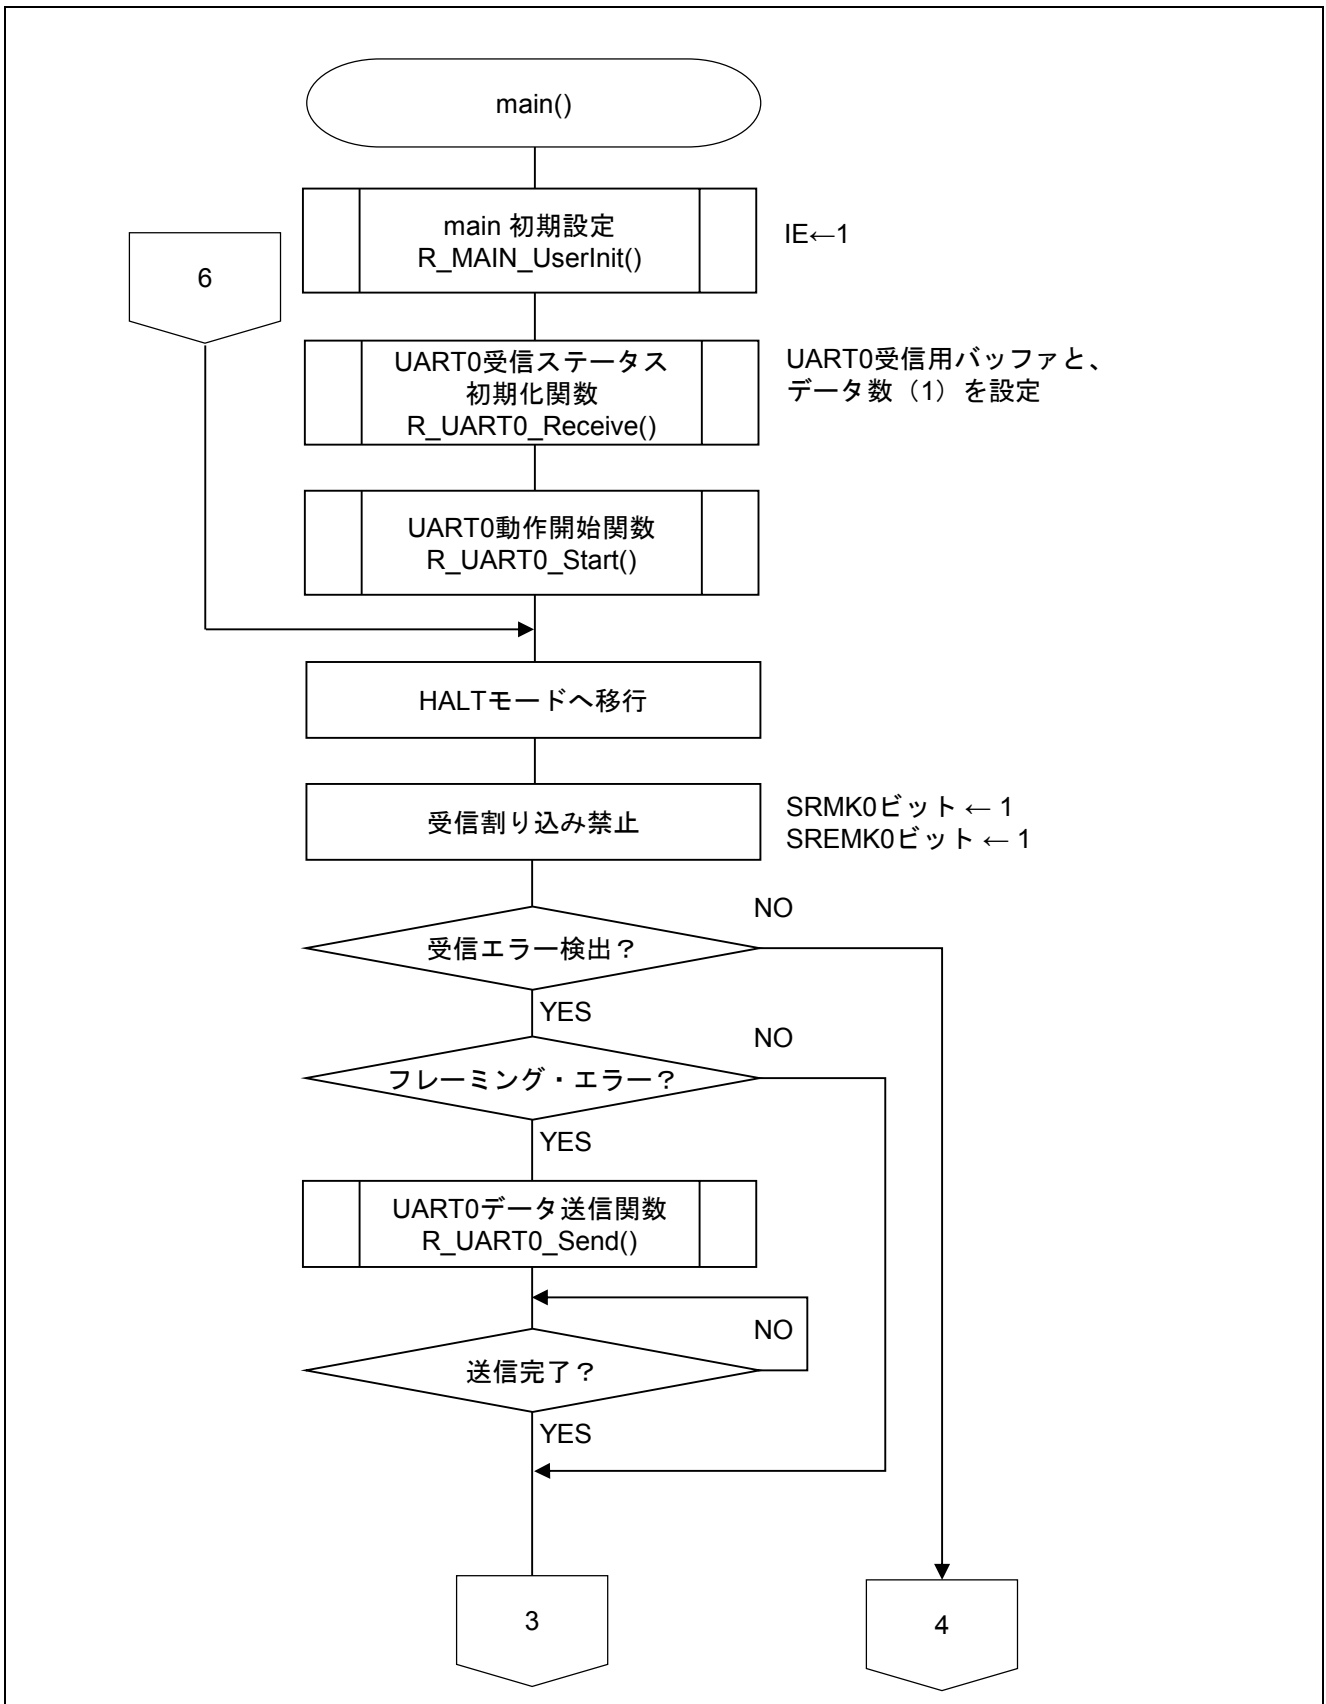 main()
main 初期設定
R_MAIN_UserInit()
IE←1
6
UART0受信ステータス
初期化関数
R_UART0_Receive()
UART0受信用バッファと、
データ数（1）を設定
UART0動作開始関数
R_UART0_Start()
HALTモードへ移行
受信割り込み禁止
SRMK0ビット ← 1
SREMK0ビット ← 1
NO
受信エラー検出？
YES
NO
フレーミング・エラー？
YES
UART0データ送信関数
R_UART0_Send()
NO
送信完了？
YES
3
4